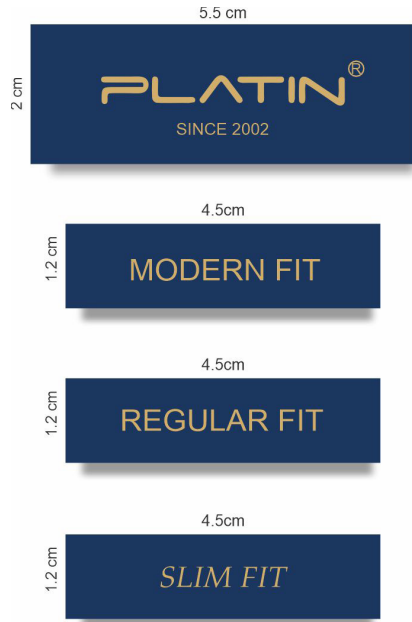 5.5 cm
2 cm
PLATIN®
SINCE 2002
4.5cm
1.2 cm
MODERN FIT
4.5cm
1.2 cm
REGULAR FIT
4.5cm
1.2 cm
SLIM FIT